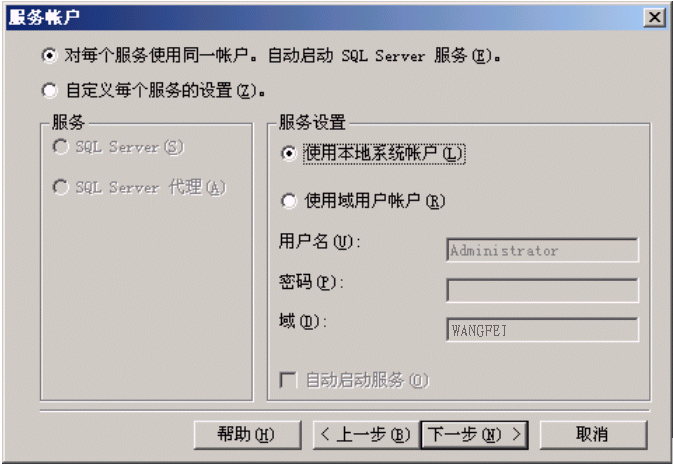 服务帐户
对每个服务使用同一帐户。自动启动 SQL Server 服务(E)。
自定义每个服务的设置(Z)。
服务
SQL Server(S)
SQL Server 代理(A)
服务设置
使用本地系统帐户(L)
使用域用户帐户(R)
用户名(U):
Administrator
密码(P):
域(D):
WANGFEI
自动启动服务(O)
帮助(H)
< 上一步(B)
下一步(N) >
取消